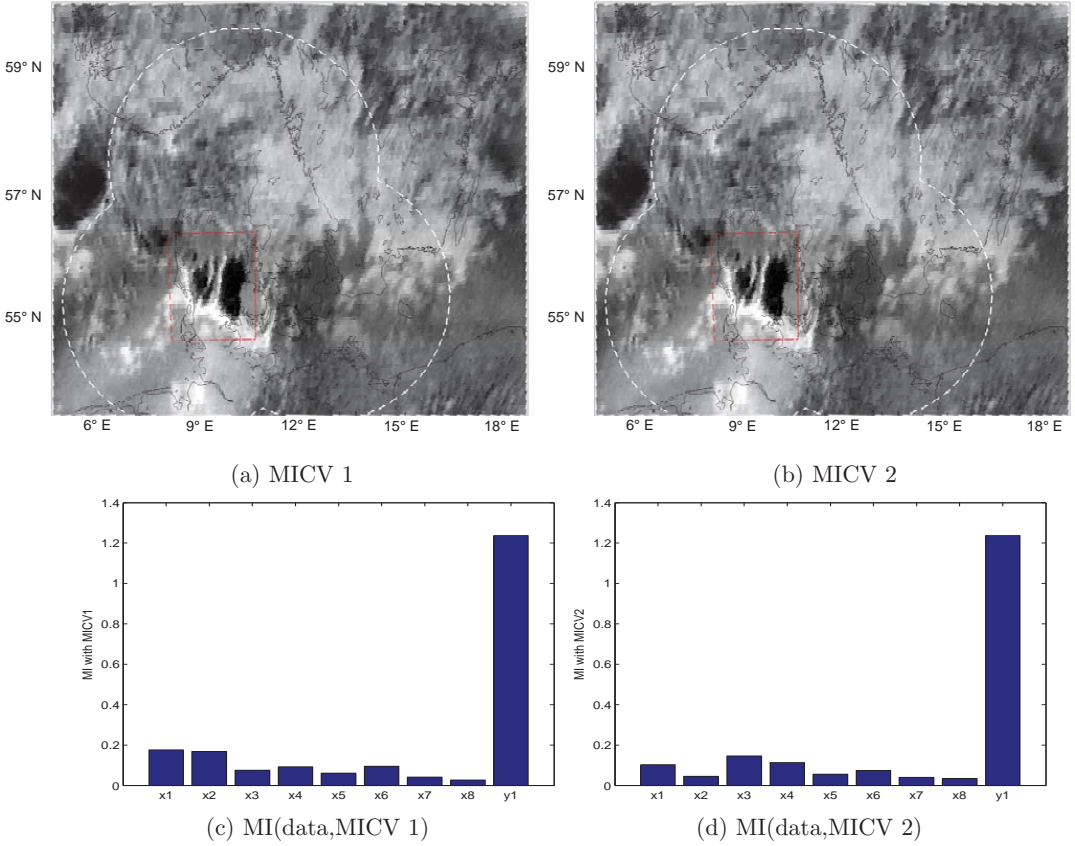 59° N
57° N
55° N
6° E 9° E 12° E 15° E 18° E
(a) MICV 1
59° N
57° N
55° N
6° E 9° E 12° E 15° E 18° E
(b) MICV 2
MI with MICV1
1.4
1.2
1
0.8
0.6
0.4
0.2
0
x1 x2 x3 x4 x5 x6 x7 x8 y1
(c) MI(data,MICV 1)
MI with MICV2
1.4
1.2
1
0.8
0.6
0.4
0.2
0
x1 x2 x3 x4 x5 x6 x7 x8 y1
(d) MI(data,MICV 2)